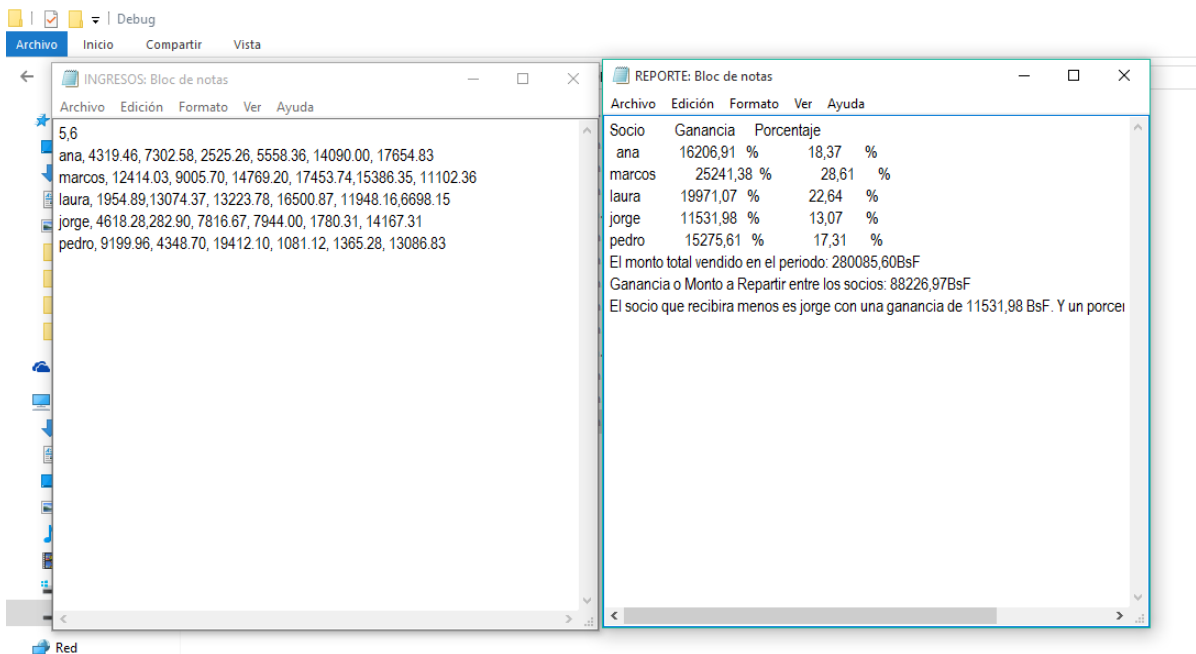 Debug
Archivo Inicio Compartir Vista
INGRESOS: Bloc de notas
Archivo Edición Formato Ver Ayuda
5,6
ana, 4319.46, 7302.58, 2525.26, 5558.36, 14090.00, 17654.83
marcos, 12414.03, 9005.70, 14769.20, 17453.74,15386.35, 11102.36
laura, 1954.89,13074.37, 13223.78, 16500.87, 11948.16,6698.15
jorge, 4618.28,282.90, 7816.67, 7944.00, 1780.31, 14167.31
pedro, 9199.96, 4348.70, 19412.10, 1081.12, 1365.28, 13086.83
REPORTE: Bloc de notas
Archivo Edición Formato Ver Ayuda
Socio Ganancia Porcentaje
ana 16206,91 % 18,37 %
marcos 25241,38 % 28,61 %
laura 19971,07 % 22,64 %
jorge 11531,98 % 13,07 %
pedro 15275,61 % 17,31 %
El monto total vendido en el periodo: 280085,60BsF
Ganancia o Monto a Repartir entre los socios: 88226,97BsF
El socio que recibira menos es jorge con una ganancia de 11531,98 BsF. Y un
Red